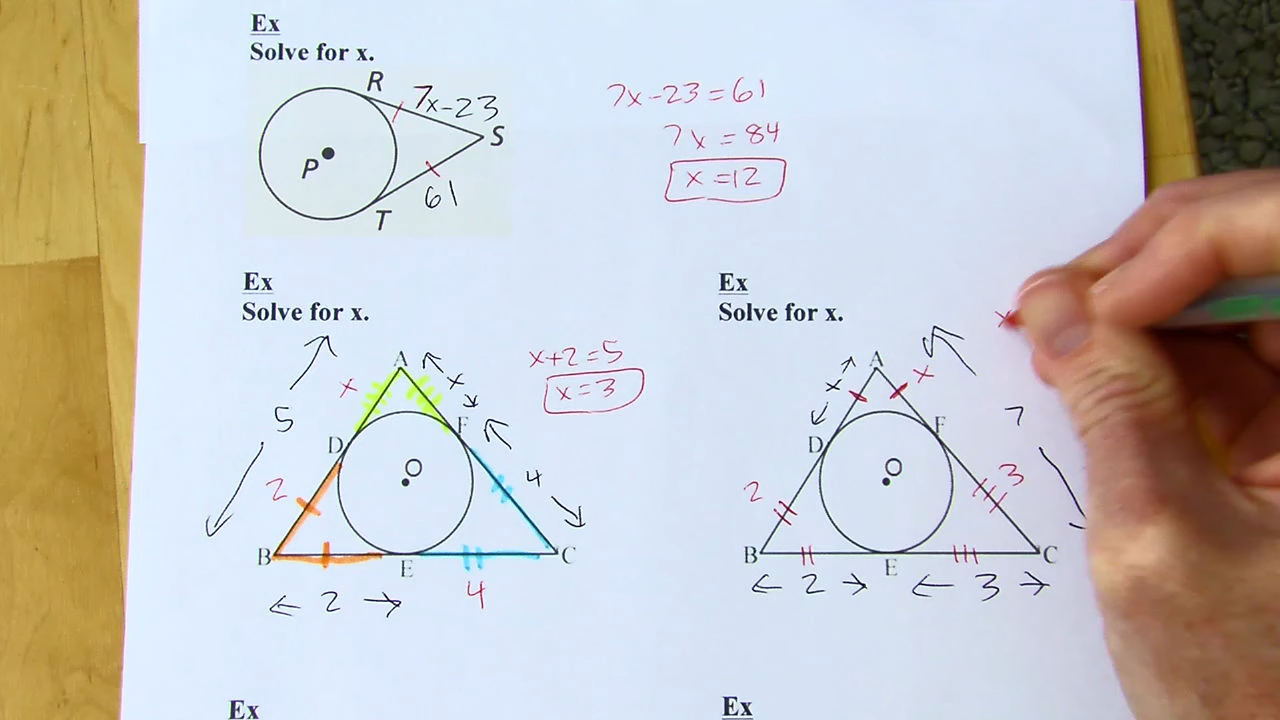 Ex
Solve for x.
R
7x-23
S
P
61
T
7x-23=61
7x=84
x=12
Ex
Solve for x.
A
x
x
5
D
F
O
2
4
B
E
C
2
4
x+2=5
x=3
Ex
Solve for x.
A
x
x
x
7
D
F
O
2
3
B
E
C
2
3
Ex
Ex